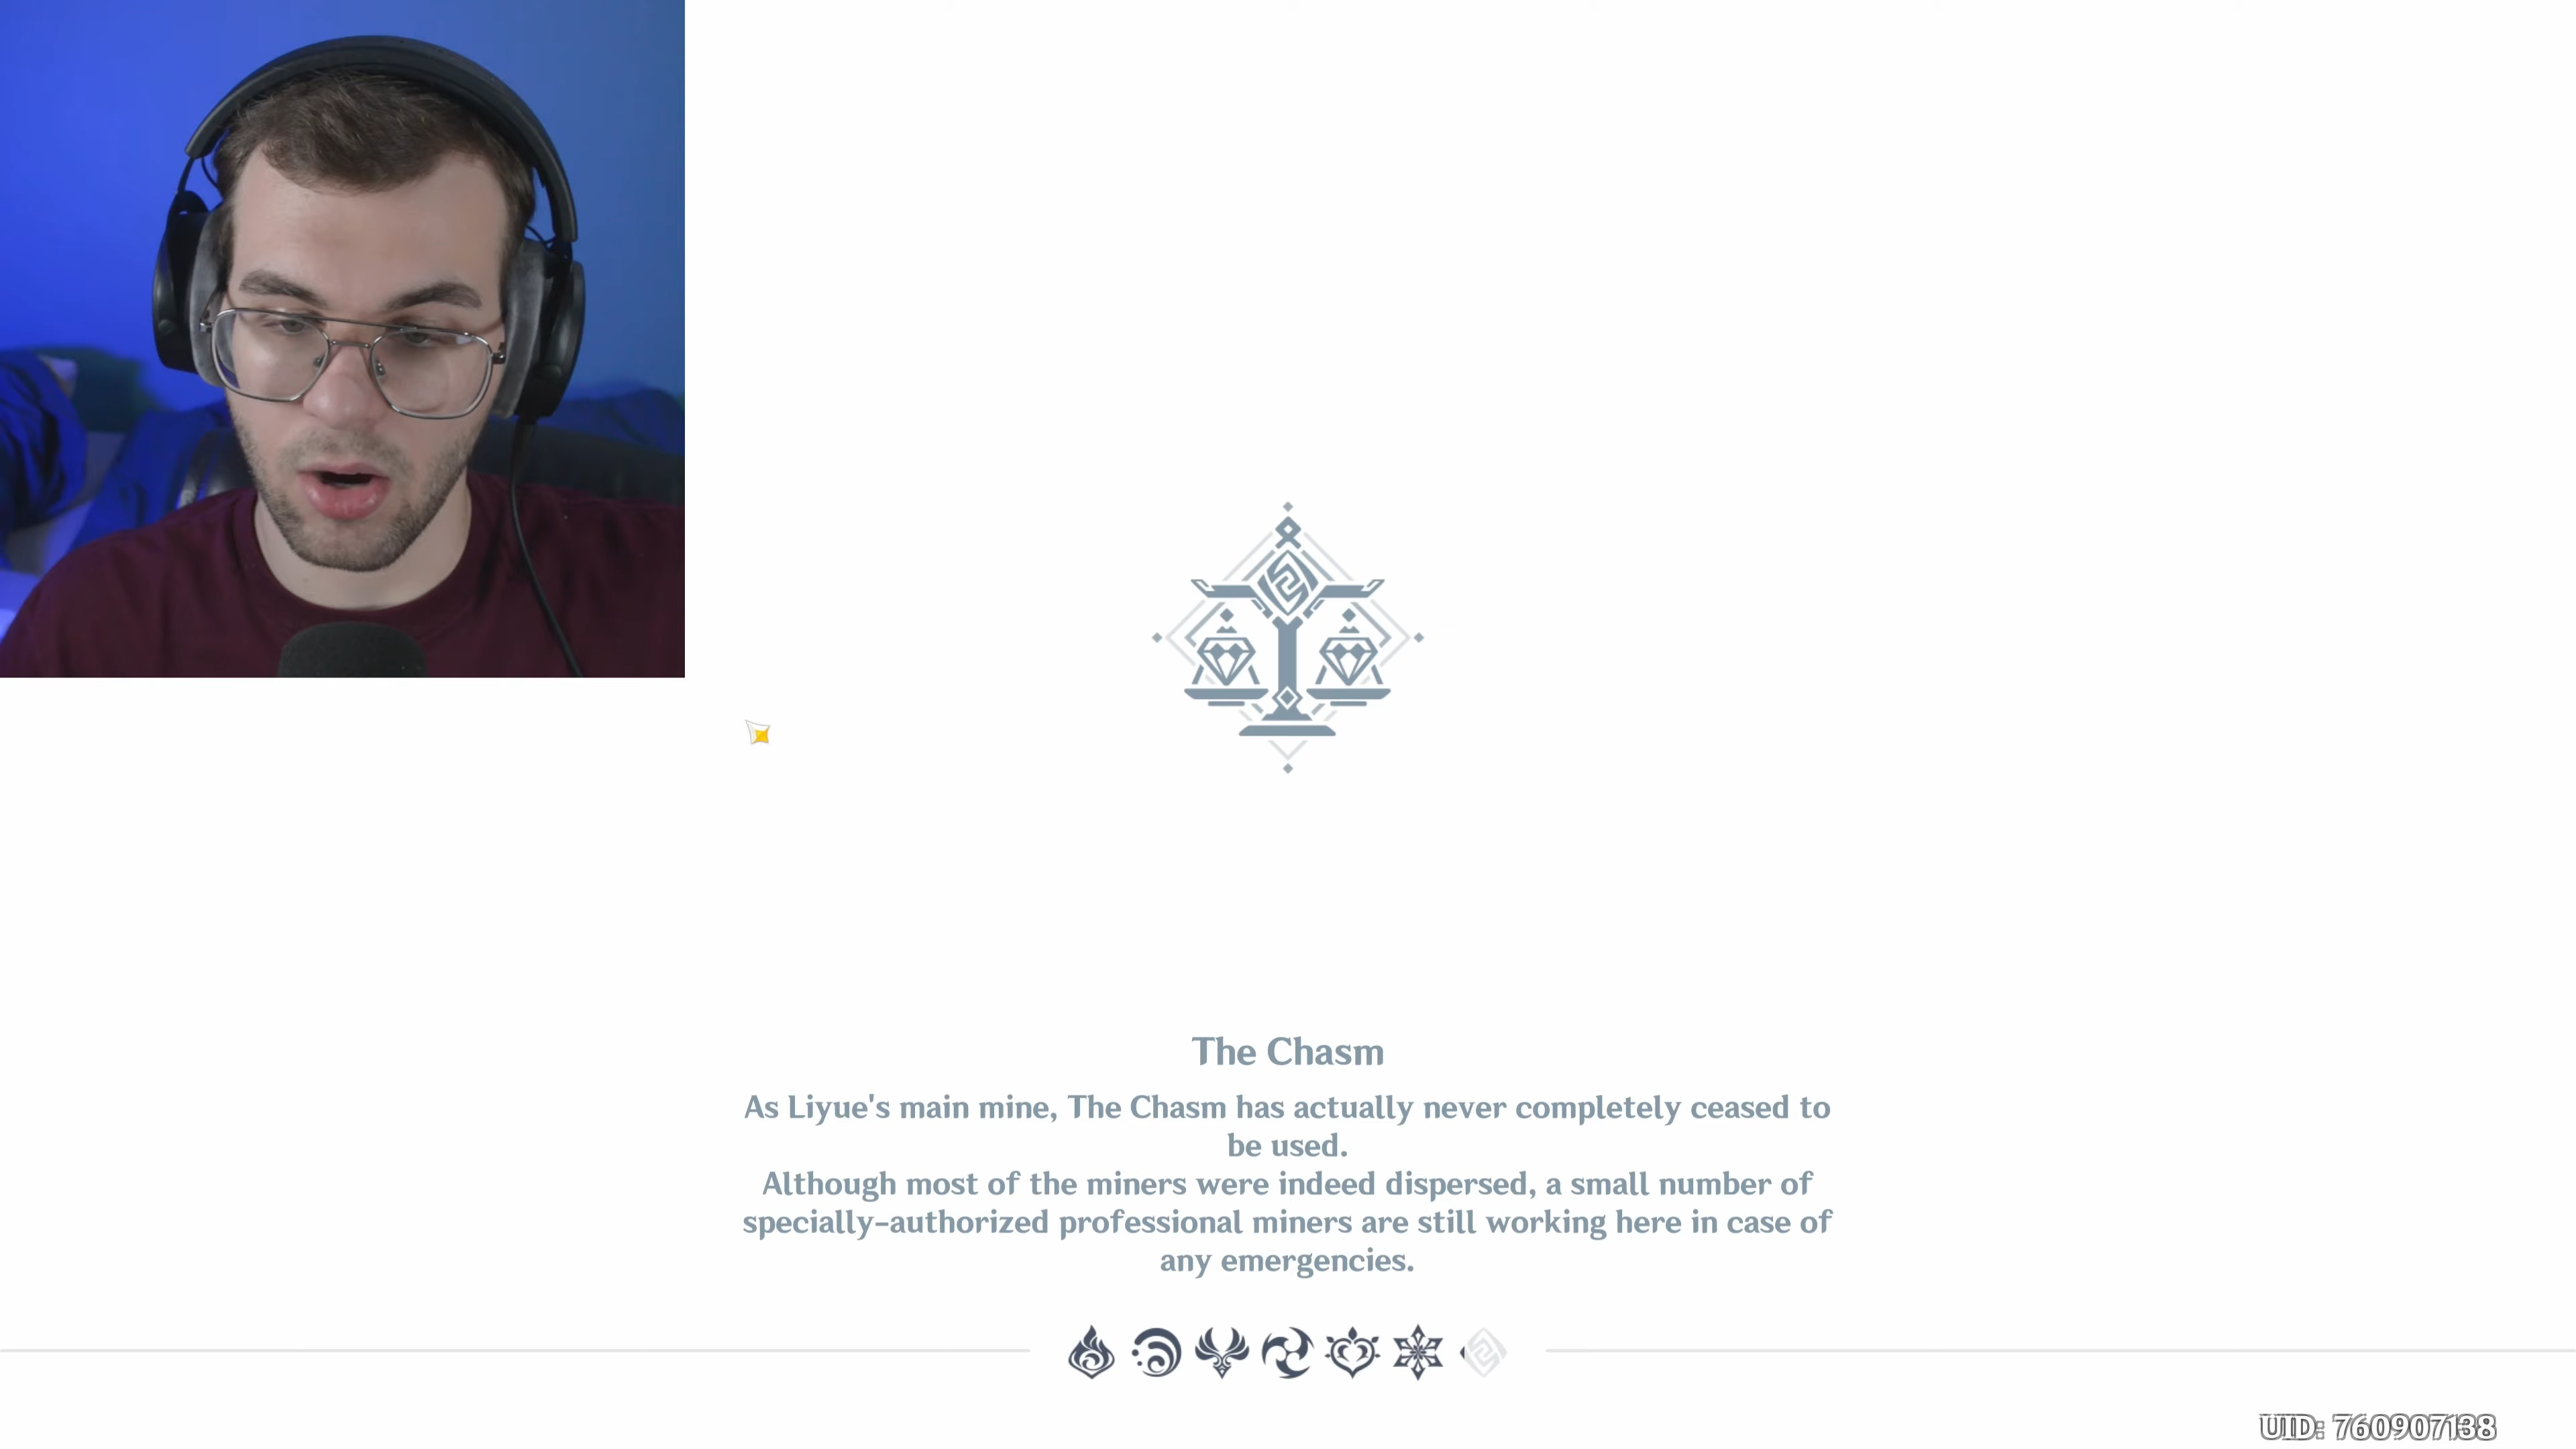 The Chasm
As Liyue's main mine, The Chasm has actually never completely ceased to
be used.
Although most of the miners were indeed dispersed, a small number of
specially-authorized professional miners are still working here in case of
any emergencies.
UID: 760907138